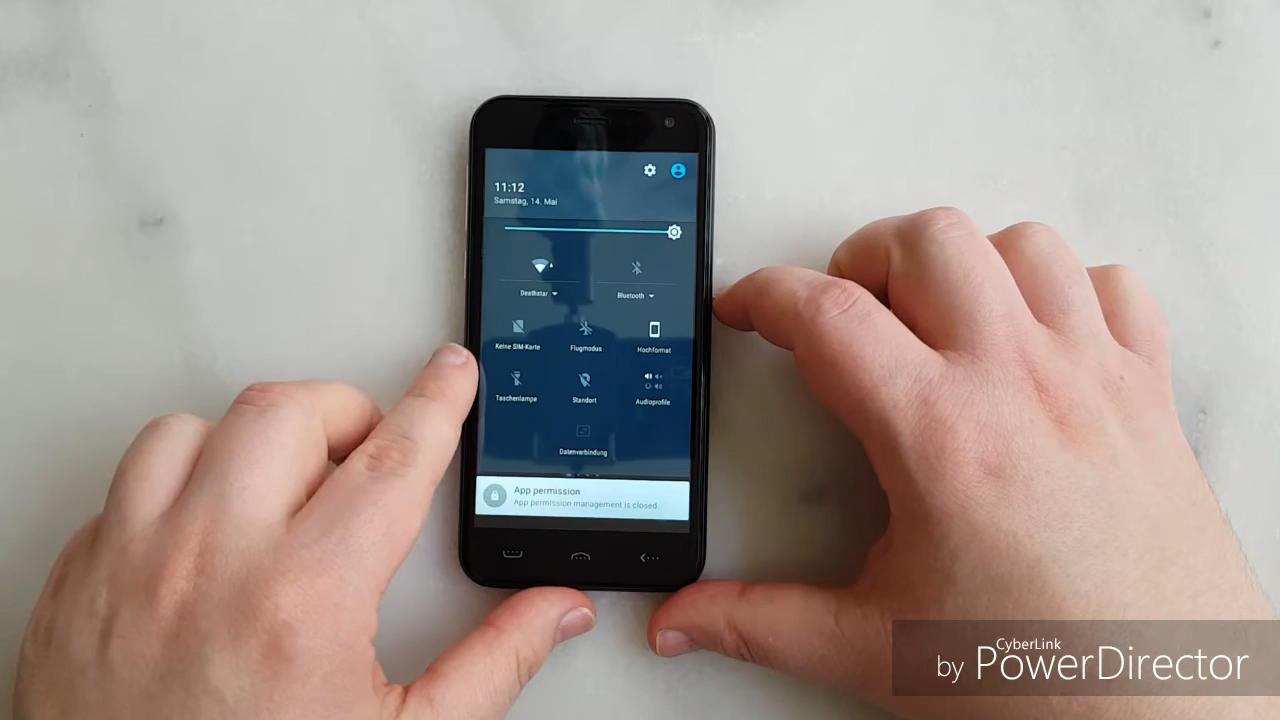 11:12
Samstag, 14. Mai
Deathstar
Bluetooth
Keine SIM-Karte
Flugmodus
Hochformat
Taschenlampe
Standort
Audioprofile
Datenverbindung
App permission
App permission management is closed.
CyberLink
by PowerDirector